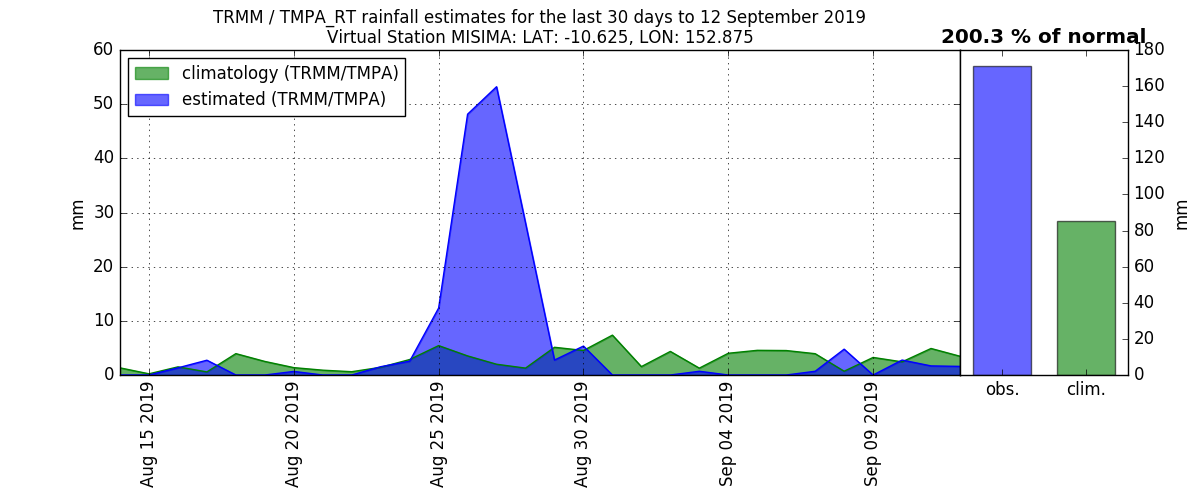 TRMM / TMPA_RT rainfall estimates for the last 30 days to 12 September 2019
Virtual Station MISIMA: LAT: -10.625, LON: 152.875
200.3 % of normal
climatology (TRMM/TMPA)
estimated (TRMM/TMPA)
mm
60
50
40
30
20
10
0
Aug 15 2019
Aug 20 2019
Aug 25 2019
Aug 30 2019
Sep 04 2019
Sep 09 2019
obs.
clim.
180
160
140
120
100
80
60
40
20
0
mm